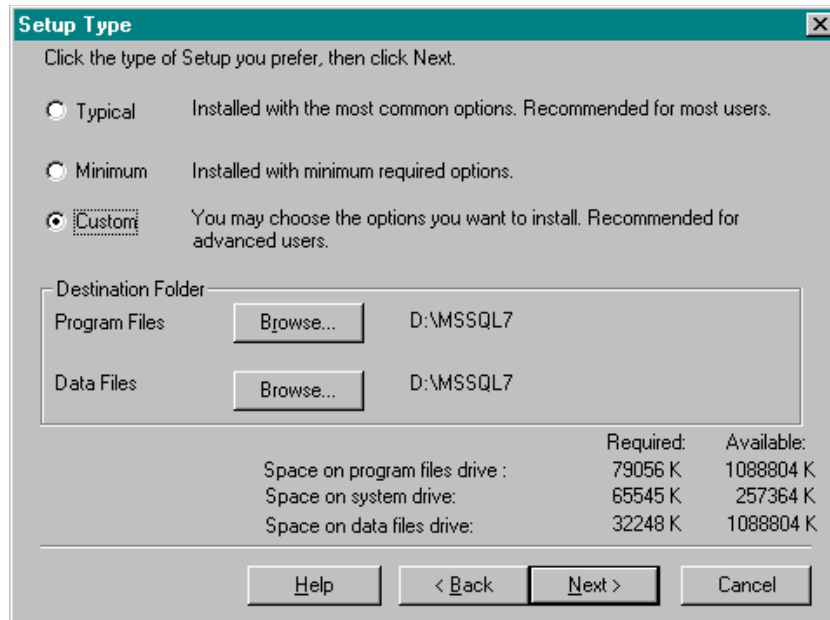 Setup Type
Click the type of Setup you prefer, then click Next.
Typical Installed with the most common options. Recommended for most users.
Minimum Installed with minimum required options.
Custom You may choose the options you want to install. Recommended for
advanced users.
Destination Folder
Program Files Browse... D:\MSSQL7
Data Files Browse... D:\MSSQL7
Required: Available:
Space on program files drive : 79056 K 1088804 K
Space on system drive: 65545 K 257364 K
Space on data files drive: 32248 K 1088804 K
Help < Back Next > Cancel